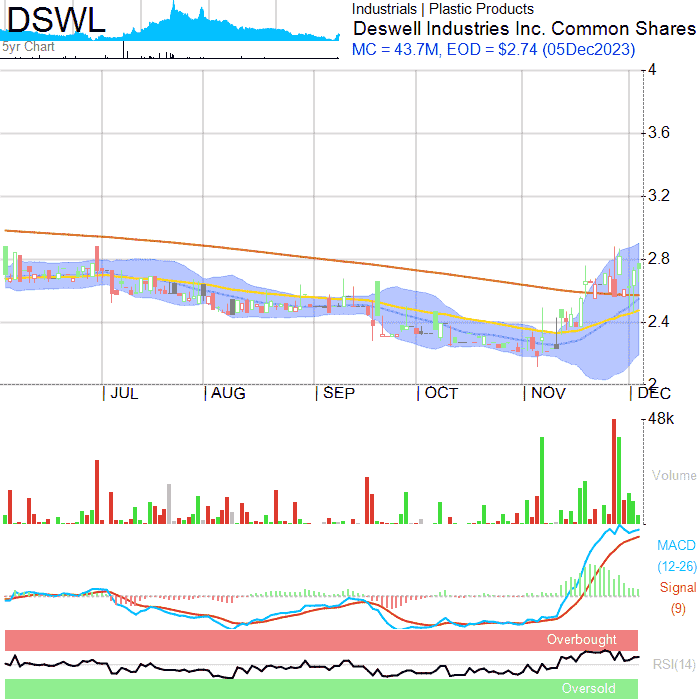 DSWL
5yr Chart
Industrials | Plastic Products
Deswell Industries Inc. Common Shares
MC = 43.7M, EOD = $2.74 (05Dec2023)
4
3.6
3.2
2.8
2.4
2
| JUL | AUG | SEP | OCT | NOV | DEC
48k
Volume
MACD
(12-26)
Signal
(9)
Overbought
RSI(14)
Oversold